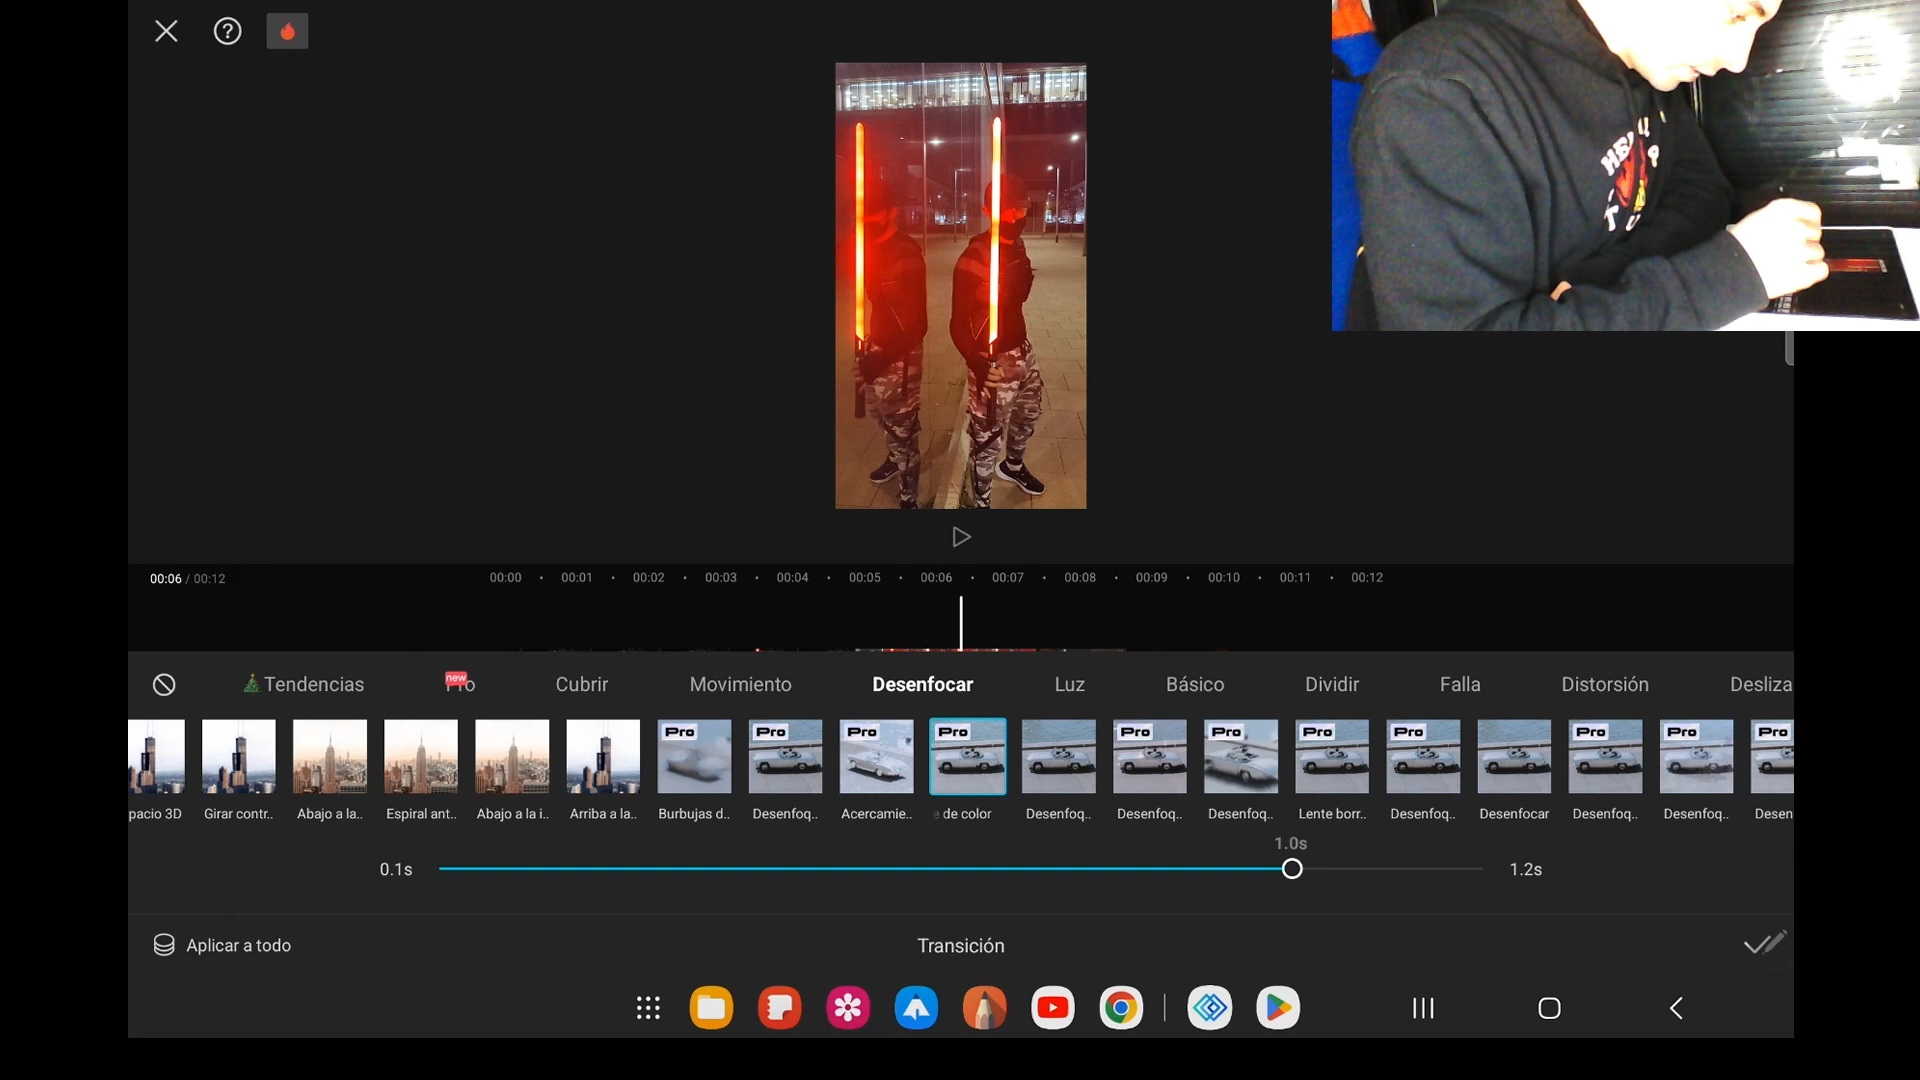 00:06 / 00:12
00:00 · 00:01 · 00:02 · 00:03 · 00:04 · 00:05 · 00:06 · 00:07 · 00:08 · 00:09 · 00:10 · 00:11 · 00:12
Tendencias new Pro Cubrir Movimiento Desenfocar Luz Básico Dividir Falla Distorsión Desliza
Pro Pro Pro Pro Pro Pro Pro Pro Pro Pro Pro
pacio 3D Girar contr.. Abajo a la.. Espiral ant.. Abajo a la i.. Arriba a la.. Burbujas d.. Desenfoq.. Acercamie.. e de color Desenfoq.. Desenfoq.. Desenfoq.. Lente borr.. Desenfoq.. Desenfocar Desenfoq.. Desenfoq.. Desen
1.0s
0.1s 1.2s
Aplicar a todo Transición